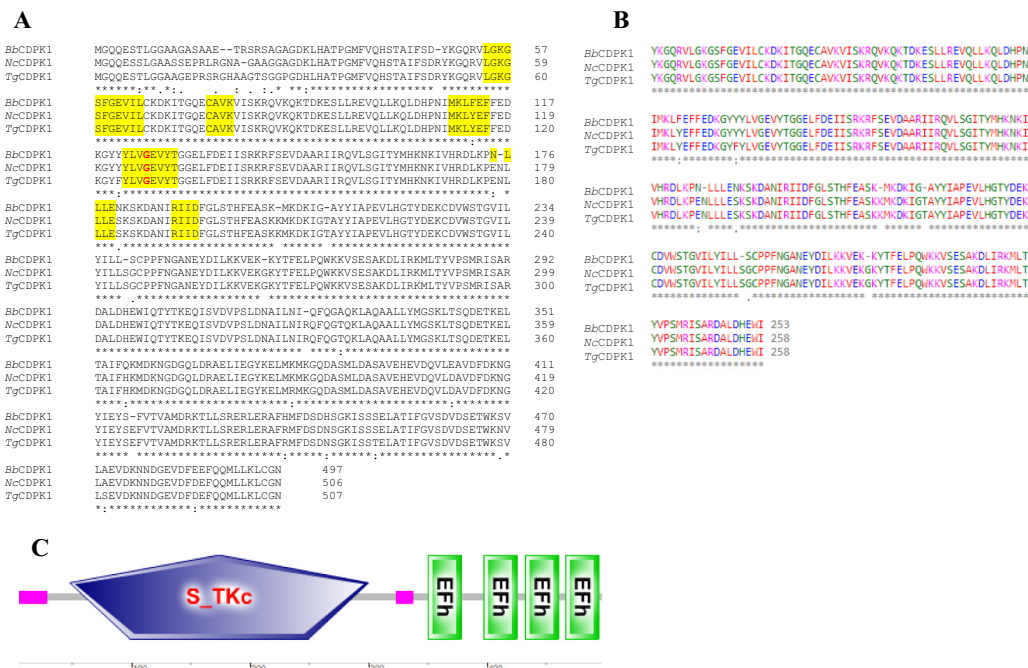 A
BbCDPK1 MGQQESTLGGAAGASAAE--TRSRSAGAGDKLHATPGMFVQHSTAIFSD-YKGQRVLGKG 57
NcCDPK1 MGQQESSLGAASSEPRLRGNA-GAAGGAGDKLHATPGMFVQHSTAIFSDRYKGQRVLGKG 59
TgCDPK1 MGQQESTLGGAAGEPRSRGHAAGTSGGPGDHLHATPGMFVQHSTAIFSDRYKGQRVLGKG 60
BbCDPK1 SFGEVILCKDKITGQECAVKVISKRQVKQKTDKESLLREVQLLKQLDHPNIMKLFEFFED 117
NcCDPK1 SFGEVILCKDKITGQECAVKVISKRQVKQKTDKESLLREVQLLKQLDHPNIMKLYEFFED 119
TgCDPK1 SFGEVILCKDKITGQECAVKVISKRQVKQKTDKESLLREVQLLKQLDHPNIMKLYEFFED 120
BbCDPK1 KGYYYLVGEVYTGGELFDEIISRKRFSEVDAARIIRQVLSGITYMHKNKIVHRDLKPN-L 176
NcCDPK1 KGYYYLVGEVYTGGELFDEIISRKRFSEVDAARIIRQVLSGITYMHKNKIVHRDLKPENL 179
TgCDPK1 KGYFYLVGEVYTGGELFDEIISRKRFSEVDAARIIRQVLSGITYMHKNKIVHRDLKPENL 180
BbCDPK1 LLENKSKDANIRIIDFGLSTHFEASK-MKDKIG-AYYIAPEVLHGTYDEKCDVWSTGVIL 234
NcCDPK1 LLESKSKDANIRIIDFGLSTHFEASKKMKDKIGTAYYIAPEVLHGTYDEKCDVWSTGVIL 239
TgCDPK1 LLESKSKDANIRIIDFGLSTHFEASKKMKDKIGTAYYIAPEVLHGTYDEKCDVWSTGVIL 240
BbCDPK1 YILL-SCPPFNGANEYDILKKVEK-KYTFELPQWKKVSESAKDLIRKMLTYVPSMRISAR 292
NcCDPK1 YILLSGCPPFNGANEYDILKKVEKGKYTFELPQWKKVSESAKDLIRKMLTYVPSMRISAR 299
TgCDPK1 YILLSGCPPFNGANEYDILKKVEKGKYTFELPQWKKVSESAKDLIRKMLTYVPSMRISAR 300
BbCDPK1 DALDHEWIQTYTKEQISVDVPSLDNAILNI-QFQGAQKLAQAALLYMGSKLTSQDETKPS 351
NcCDPK1 DALDHEWIQTYTKDQISVDVPSLDNAILNIRQFQGTQKLAQAALLYMGSKLTSQDETKEL 359
TgCDPK1 DALDHEWIQTYTKEQISVDVPSLDNAILNIRQFQGTQKLAQAALLYMGSKLTSQDETKEL 360
BbCDPK1 TAIFQKMDKNGDGQLDRAELIEGYKELMKMKGQDASMLDASAVEHEVDQVLEAVDFDKNG 411
NcCDPK1 TAIFHKMDKNGDGQLDRAELIEGYKELMRMKGQDASMLDASAVEHEVDQVLDAVDFDKNG 419
TgCDPK1 TAIFHKMDKNGDGQLDRAELIEGYKELMRMKGQDASMLDASAVEHEVDQVLDAVDFDKNG 420
BbCDPK1 YIEYS-FVTVAMDRKTLLSRERLERAFHMFDSDHSGKISSSELATIFGVSDVDSETWKSV 470
NcCDPK1 YIEYSEFVTVAMDRKTLLSRERLERAFRMFDSDNSGKISSSELATIFGVSDVDSETWKNV 479
TgCDPK1 YIEYSEFVTVAMDRKTLLSRERLERAFRMFDSDNSGKISSTELATIFGVSDVDSETWKSV 480
BbCDPK1 LAEVDKNNDGEVDFEEFQQMLLKLCGN 497
NcCDPK1 LAEVDKNNDGEVDFDEFQQMLLKLCGN 506
TgCDPK1 LSEVDKNNDGEVDFDEFQQMLLKLCGN 507
B
BbCDPK1 YKGQRVLGKGSFGEVILCKDKITGQECAVKVISKRQVKQKTDKESLLREVQLLKQLDHPN
NcCDPK1 YKGQRVLGKGSFGEVILCKDKITGQECAVKVISKRQVKQKTDKESLLREVQLLKQLDHPN
TgCDPK1 YKGQRVLGKGSFGEVILCKDKITGQECAVKVISKRQVKQKTDKESLLREVQLLKQLDHPN
BbCDPK1 IMKLFEFFEDKGYYYLVGEVYTGGELFDEIISRKRFSEVDAARIIRQVLSGITYMHKNKI
NcCDPK1 IMKLYEFFEDKGYYYLVGEVYTGGELFDEIISRKRFSEVDAARIIRQVLSGITYMHKNKI
TgCDPK1 IMKLYEFFEDKGYFYLVGEVYTGGELFDEIISRKRFSEVDAARIIRQVLSGITYMHKNKI
BbCDPK1 VHRDLKPN-LLLENKSKDANIRIIDFGLSTHFEASK-MKDKIG-AYYIAPEVLHGTYDEK
NcCDPK1 VHRDLKPENLLLESKSKDANIRIIDFGLSTHFEASKKMKDKIGTAYYIAPEVLHGTYDEK
TgCDPK1 VHRDLKPENLLLESKSKDANIRIIDFGLSTHFEASKKMKDKIGTAYYIAPEVLHGTYDEK
BbCDPK1 CDVWSTGVILYILL-SCPPFNGANEYDILKKVEK-KYTFELPQWKKVSESAKDLIRKMLT
NcCDPK1 CDVWSTGVILYILLSGCPPFNGANEYDILKKVEKGKYTFELPQWKKVSESAKDLIRKMLT
TgCDPK1 CDVWSTGVILYILLSGCPPFNGANEYDILKKVEKGKYTFELPQWKKVSESAKDLIRKMLT
BbCDPK1 YVPSMRISARDALDHEWI 253
NcCDPK1 YVPSMRISARDALDHEWI 258
TgCDPK1 YVPSMRISARDALDHEWI 258
C
S_TKc EFh EFh EFh EFh